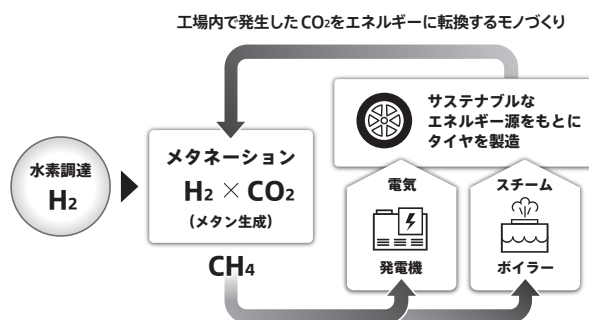 工場内で発生したCO₂をエネルギーに転換するモノづくり
サステナブルな
エネルギー源をもとに
タイヤを製造
水素調達
H₂
メタネーション
H₂ × CO₂
(メタン生成)
CH₄
電気
発電機
スチーム
ボイラー